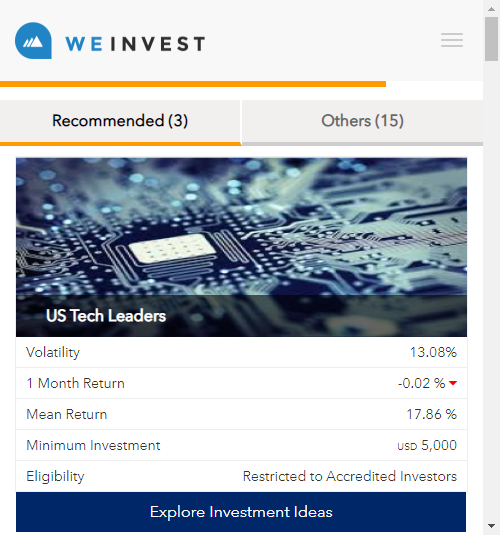 WEINVEST
Recommended (3)
Others (15)
US Tech Leaders
Volatility 13.08%
1 Month Return -0.02 %
Mean Return 17.86 %
Minimum Investment USD 5,000
Eligibility Restricted to Accredited Investors
Explore Investment Ideas